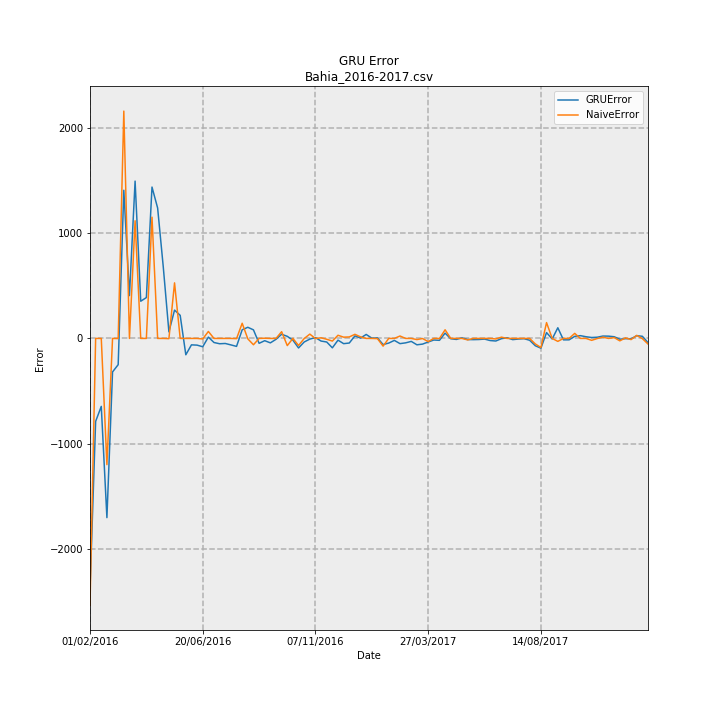 GRU Error
Bahia_2016-2017.csv
GRUError
NaiveError
2000
1000
0
−1000
−2000
Error
01/02/2016
20/06/2016
07/11/2016
27/03/2017
14/08/2017
Date